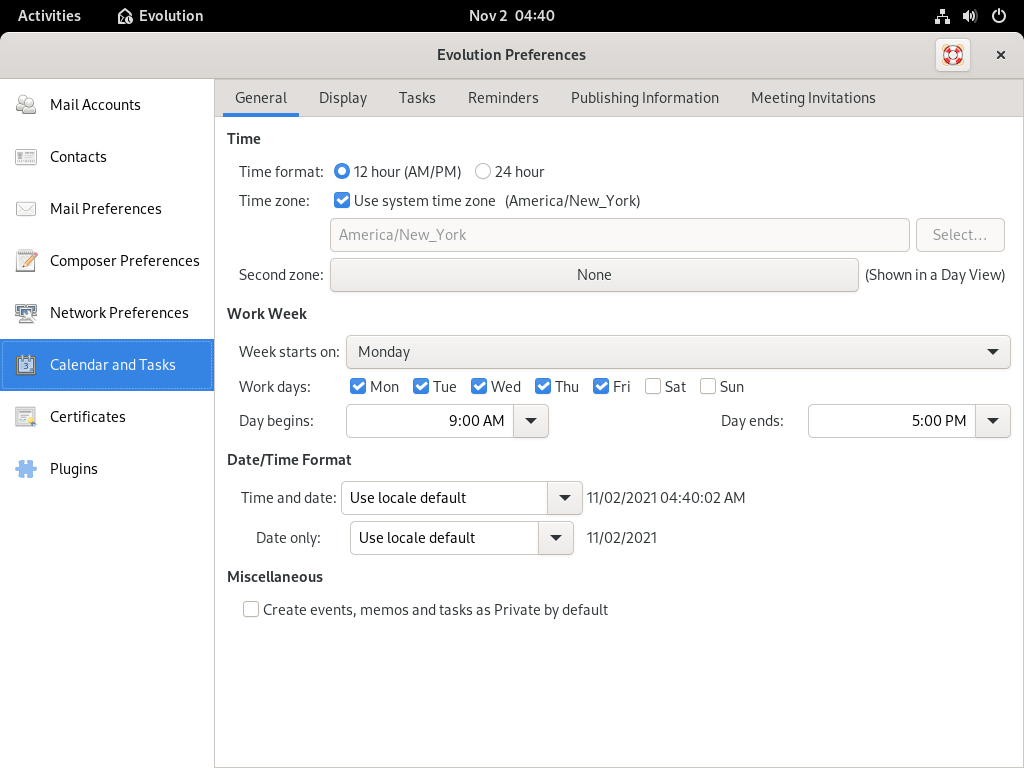 Activities Evolution Nov 2 04:40
Evolution Preferences
Mail Accounts
Contacts
Mail Preferences
Composer Preferences
Network Preferences
Calendar and Tasks
Certificates
Plugins
General Display Tasks Reminders Publishing Information Meeting Invitations
Time
Time format: 12 hour (AM/PM) 24 hour
Time zone: Use system time zone (America/New_York)
America/New_York Select...
Second zone: None (Shown in a Day View)
Work Week
Week starts on: Monday
Work days: Mon Tue Wed Thu Fri Sat Sun
Day begins: 9:00 AM Day ends: 5:00 PM
Date/Time Format
Time and date: Use locale default 11/02/2021 04:40:02 AM
Date only: Use locale default 11/02/2021
Miscellaneous
Create events, memos and tasks as Private by default